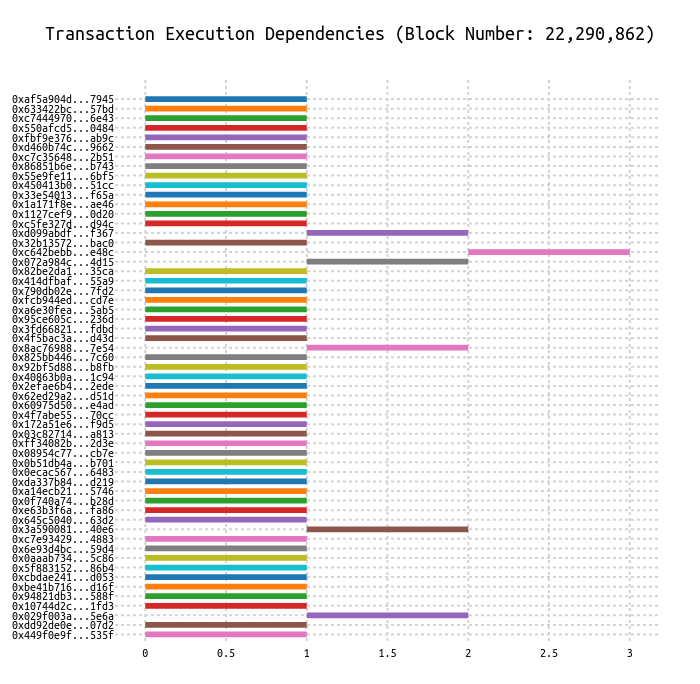 Transaction Execution Dependencies (Block Number: 22,290,862)
0xaf5a904d...7945
0x633422bc...57bd
0xc7444970...6e43
0x550afcd5...0484
0xfbf9e376...ab9c
0xd460b74c...9662
0xc7c35648...2b51
0x86851b6e...b743
0x55e9fe11...6bf5
0x450413b0...51cc
0x33e54013...f65a
0x1a171f8e...ae46
0x1127cef9...0d20
0xc5fe327d...d94c
0xd099abdf...f367
0x32b13572...bac0
0xc642bebb...e48c
0x072a984c...4d15
0x82be2da1...35ca
0x414dfbaf...55a9
0x790db02e...7fd2
0xfcb944ed...cd7e
0xa6e30fea...5ab5
0x95ce605c...236d
0x3fd66821...fdbd
0x4f5bac3a...d43d
0x8ac76988...7e54
0x825bb446...7c60
0x92bf5d88...b8fb
0x40863b0a...1c94
0x2efae6b4...2ede
0x62ed29a2...d51d
0x60975d50...e4ad
0x4f7abe55...70cc
0x172a51e6...f9d5
0x03c82714...a813
0xff34082b...2d3e
0x08954c77...cb7e
0x0b51db4a...b701
0x0ecac567...6483
0xda337b84...d219
0xa14ecb21...5746
0x0f740a74...b28d
0xe63b3f6a...fa86
0x645c5040...63d2
0x3a590081...40e6
0xc7e93429...4883
0x6e93d4bc...59d4
0x0aaab734...5c86
0x5f883152...86b4
0xcbdae241...d053
0xbe41b716...d16f
0x94821db3...588f
0x10744d2c...1fd3
0x029f003a...5e6a
0xdd92de0e...07d2
0x449f0e9f...535f
0 0.5 1 1.5 2 2.5 3